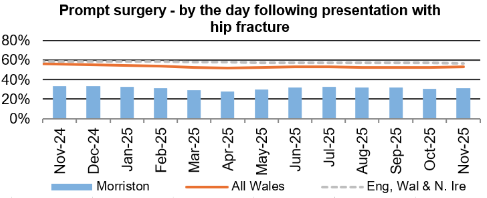 Prompt surgery - by the day following presentation with
hip fracture
80%
60%
40%
20%
0%
Nov-24
Dec-24
Jan-25
Feb-25
Mar-25
Apr-25
May-25
Jun-25
Jul-25
Aug-25
Sep-25
Oct-25
Nov-25
Morriston
All Wales
Eng, Wal & N. Ire